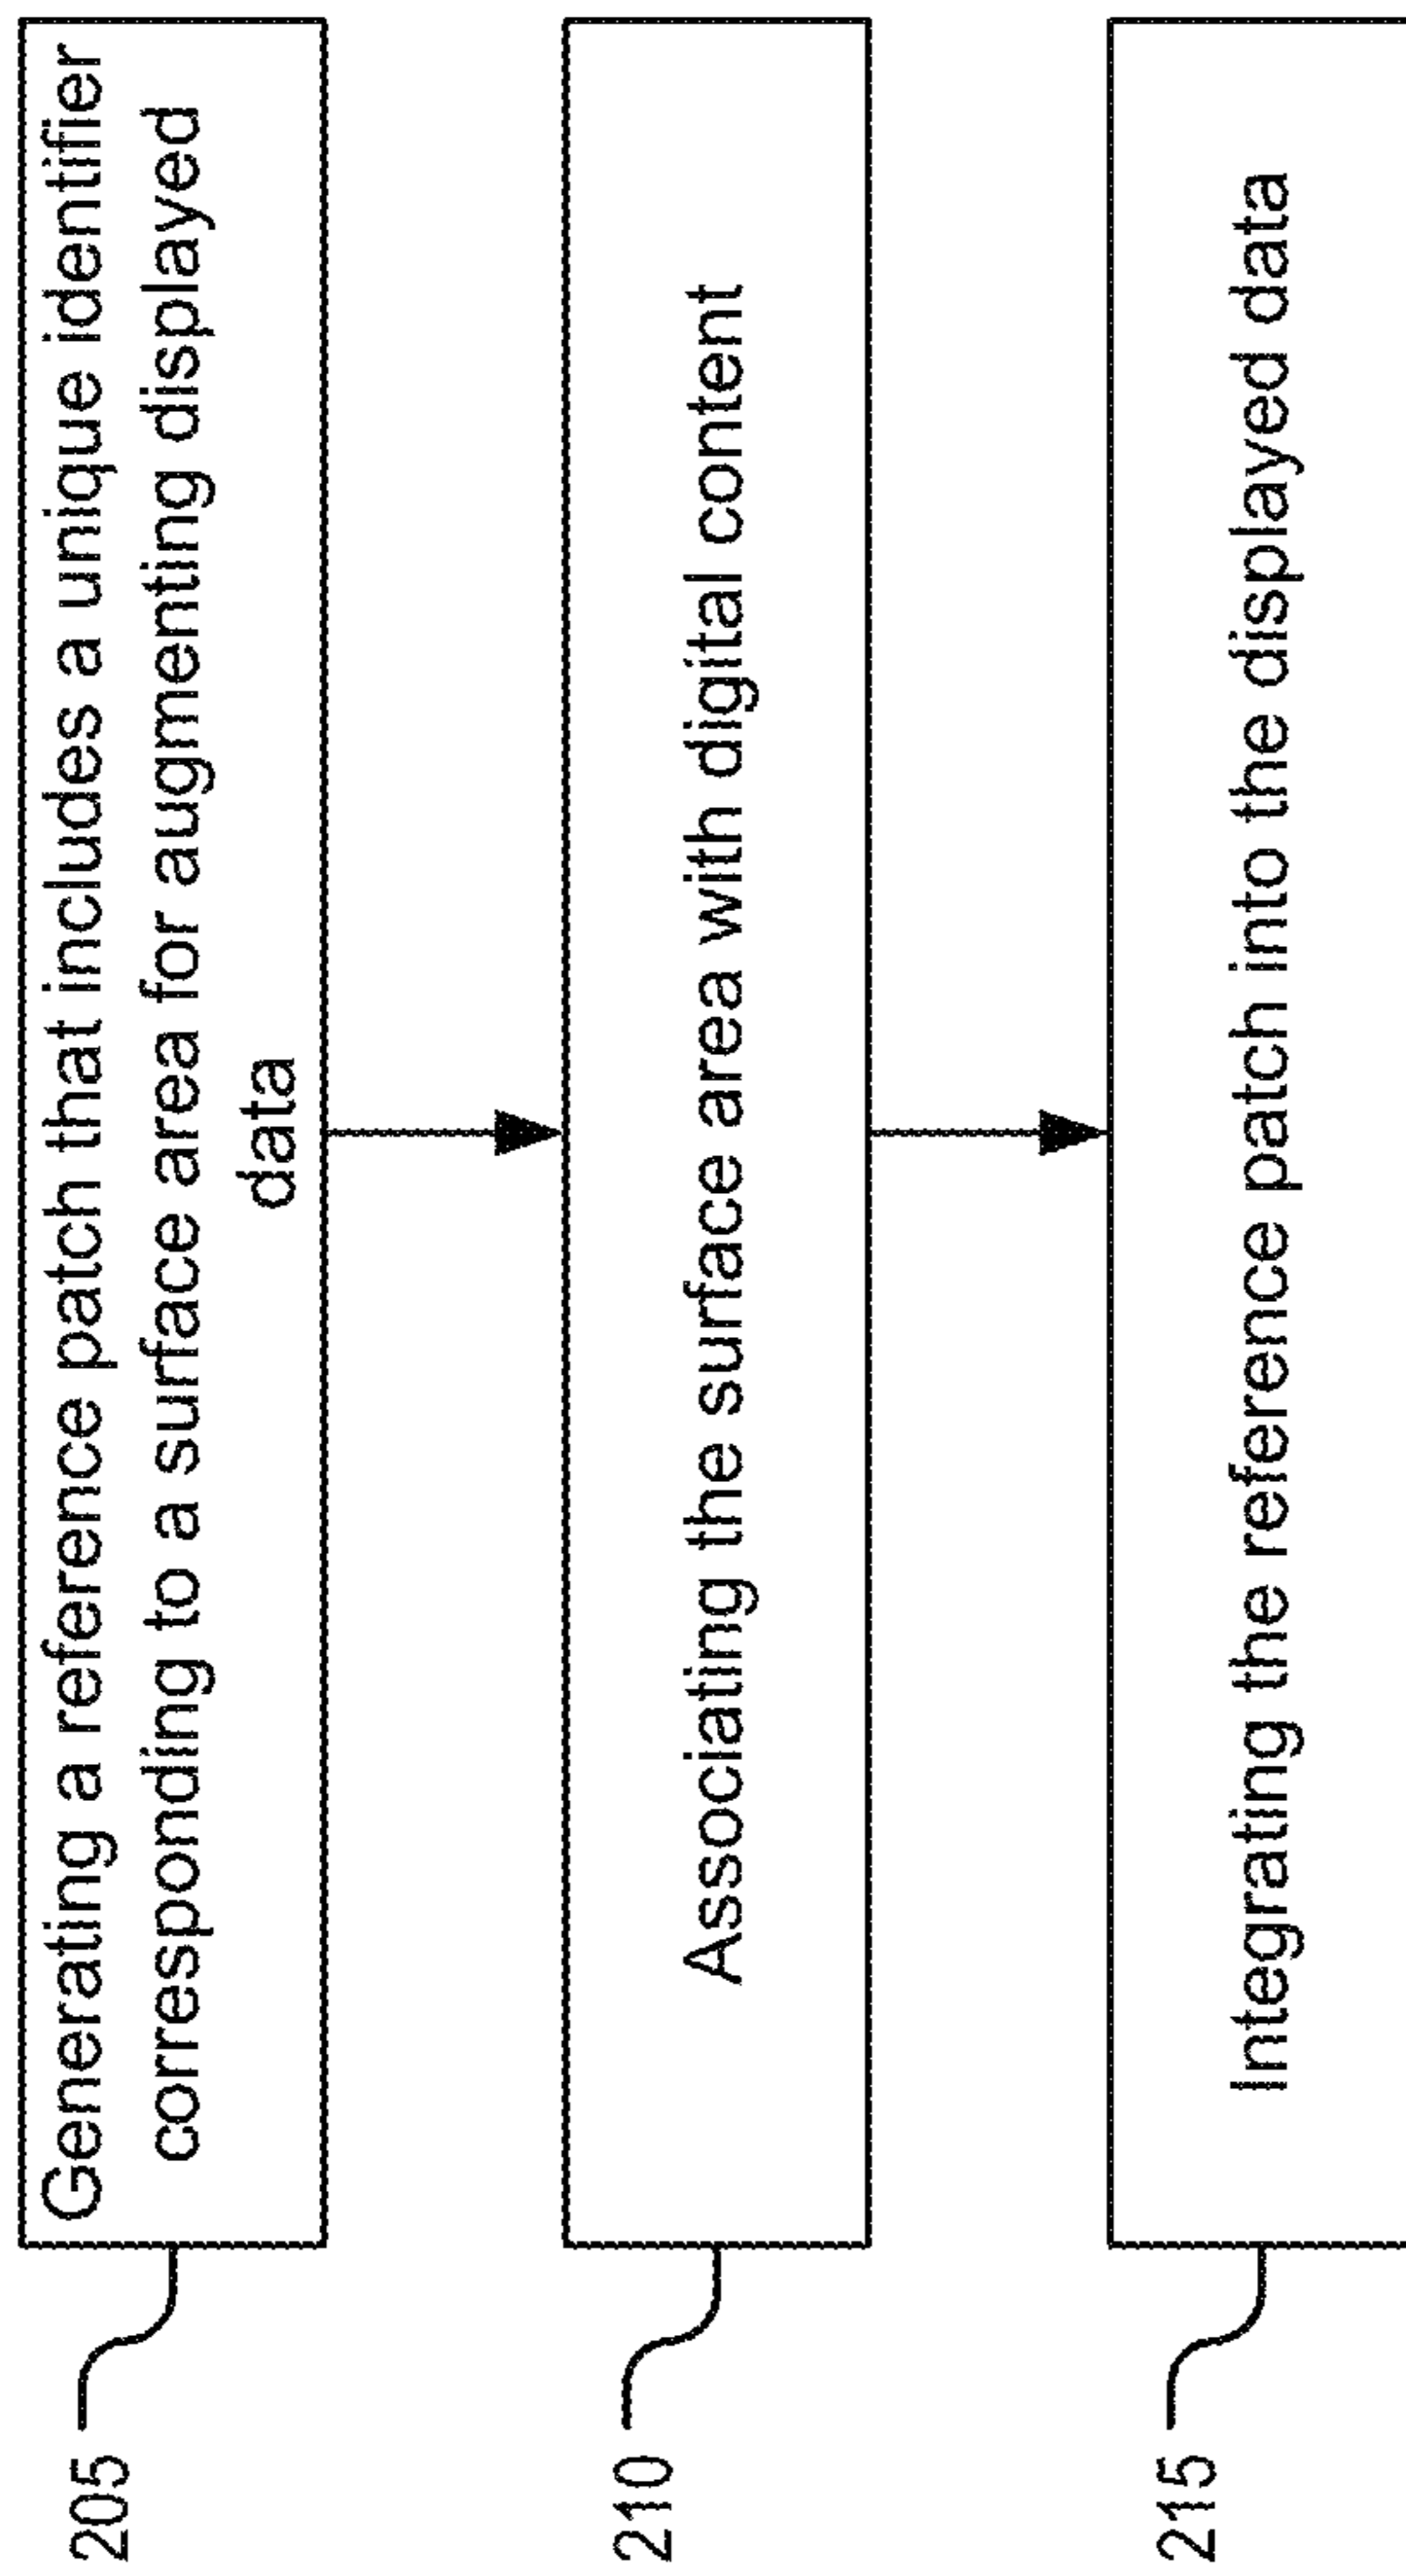 205
Generating a reference patch that includes a unique identifier
corresponding to a surface area for augmenting displayed
data
210
Associating the surface area with digital content
215
Integrating the reference patch into the displayed data